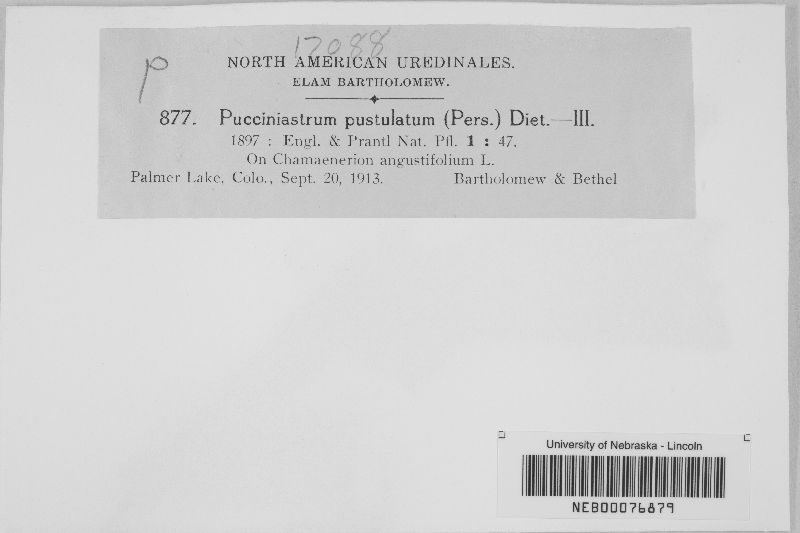 12088
p
NORTH AMERICAN UREDINALES.
ELAM BARTHOLOMEW.
877. Pucciniastrum pustulatum (Pers.) Diet.—III.
1897 : Engl. & Prantl Nat. Pfl. 1 : 47.
On Chamaenerion angustifolium L.
Palmer Lake, Colo., Sept. 20, 1913. Bartholomew & Bethel
University of Nebraska - Lincoln
NEB00076879